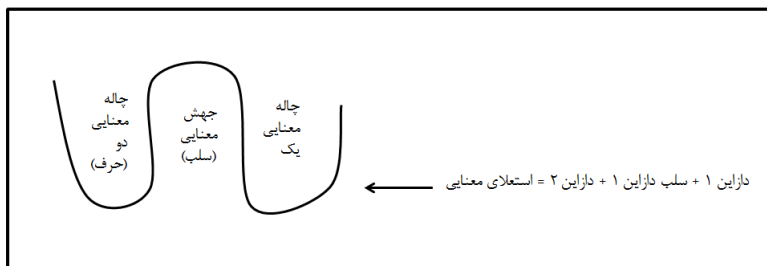 چاله
معنایی
یک
جهش
معنایی
(سلب)
چاله
معنایی
دو
(حرف)
دازاین ۱ + سلب دازاین ۱ + دازاین ۲ = استعلای معنایی